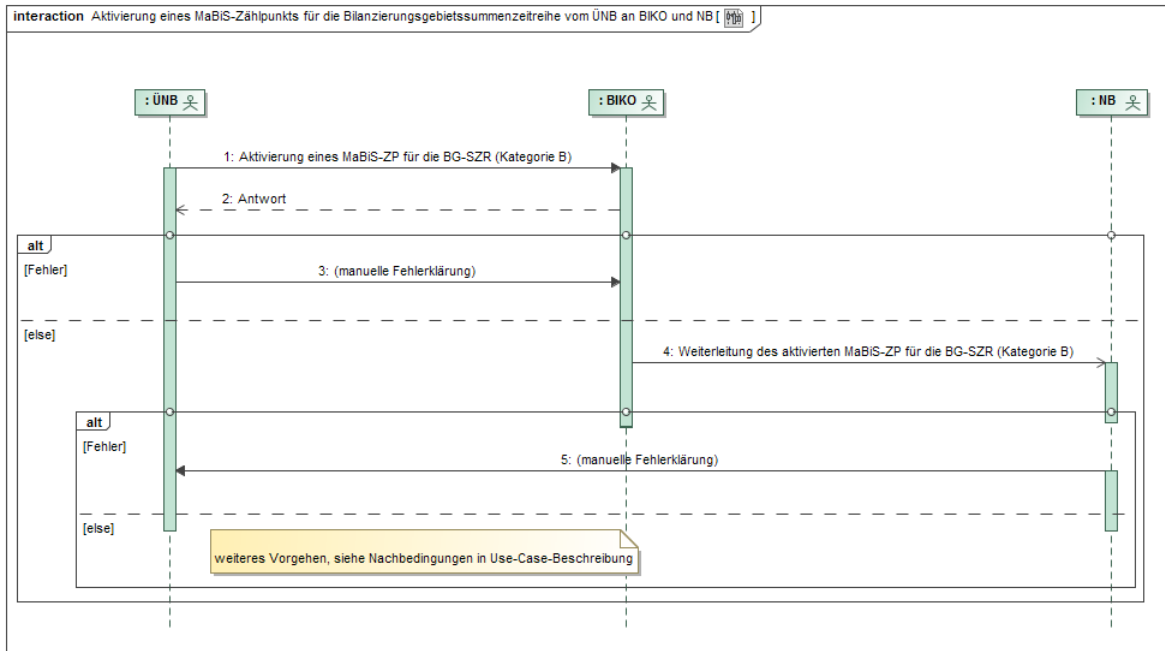 interaction Aktivierung eines MaBiS-Zählpunkts für die Bilanzierungsgebietssummenzeitreihe vom ÜNB an BIKO und NB [ ]
: ÜNB
: BIKO
: NB
1: Aktivierung eines MaBiS-ZP für die BG-SZR (Kategorie B)
2: Antwort
alt
[Fehler]
3: (manuelle Fehlerklärung)
[else]
4: Weiterleitung des aktivierten MaBiS-ZP für die BG-SZR (Kategorie B)
alt
[Fehler]
5: (manuelle Fehlerklärung)
[else]
weiteres Vorgehen, siehe Nachbedingungen in Use-Case-Beschreibung